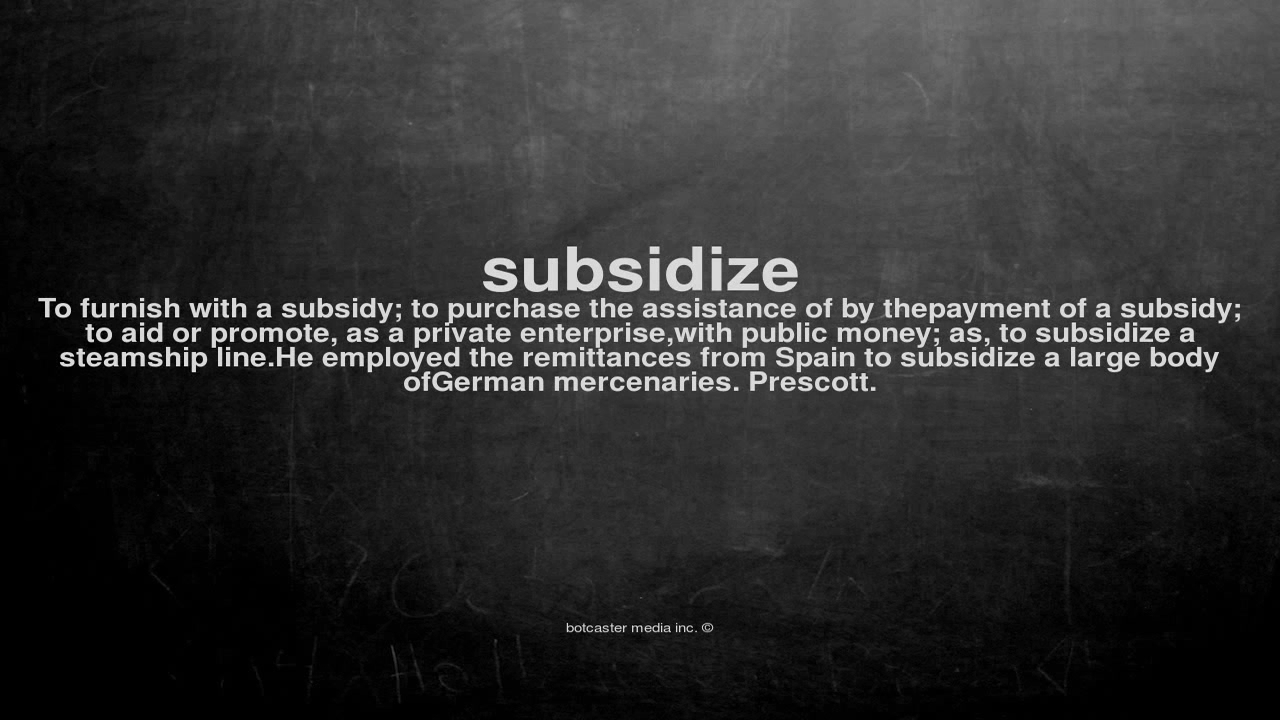 subsidize
To furnish with a subsidy; to purchase the assistance of by thepayment of a subsidy;
to aid or promote, as a private enterprise,with public money; as, to subsidize a
steamship line.He employed the remittances from Spain to subsidize a large body
ofGerman mercenaries. Prescott.
botcaster media inc. ©